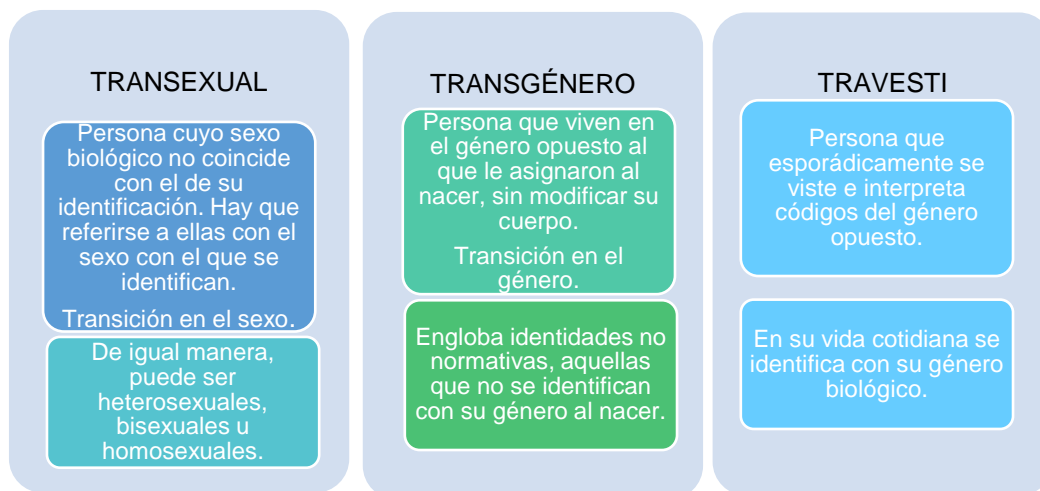 TRANSEXUAL
Persona cuyo sexo
biológico no coincide
con el de su
identificación. Hay que
referirse a ellas con el
sexo con el que se
identifican.
Transición en el sexo.
De igual manera,
puede ser
heterosexuales,
bisexuales u
homosexuales.
TRANSGÉNERO
Persona que viven en
el género opuesto al
que le asignaron al
nacer, sin modificar su
cuerpo.
Transición en el
género.
Engloba identidades no
normativas, aquellas
que no se identifican
con su género al nacer.
TRAVESTI
Persona que
esporádicamente se
viste e interpreta
códigos del género
opuesto.
En su vida cotidiana se
identifica con su género
biológico.